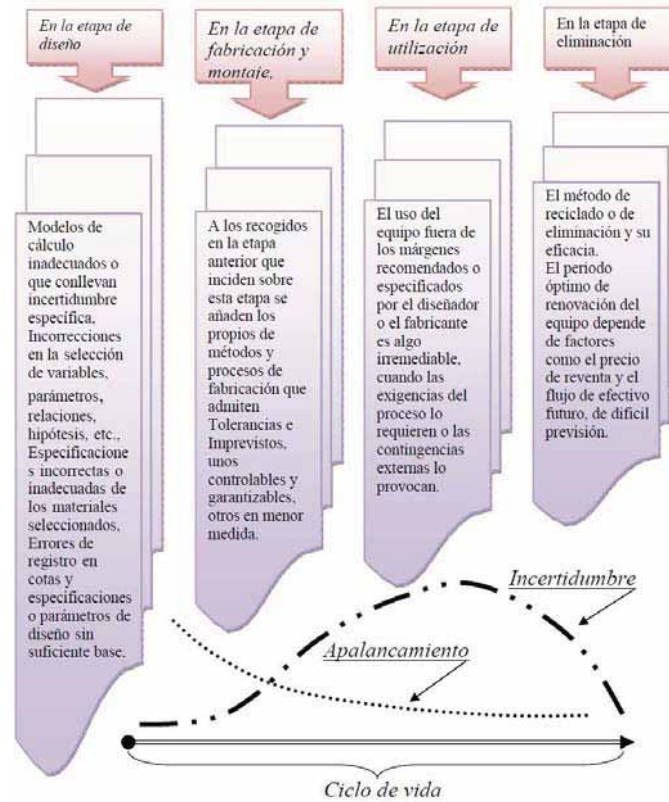 En la etapa de
diseño
En la etapa de
fabricación y
montaje,
En la etapa de
utilización
En la etapa de
eliminación
Modelos de
cálculo
inadecuados o
que conllevan
incertidumbre
específica.
Incorrecciones
en la selección
de variables,
parámetros,
relaciones,
hipótesis, etc.,
Especificacione
s incorrectas o
inadecuadas de
los materiales
seleccionados.
Errores de
registro en
cotas y
especificaciones
o parámetros de
diseño sin
suficiente base.
A los recogidos
en la etapa
anterior que
inciden sobre
esta etapa se
añaden los
propios de
métodos y
procesos de
fabricación que
admiten
Tolerancias e
Imprevistos,
unos
controlables y
garantizables,
otros en menor
medida.
El uso del
equipo fuera de
los márgenes
recomendados o
especificados
por el diseñador
o el fabricante
es algo
irremediable,
cuando las
exigencias del
proceso lo
requieren o las
contingencias
externas lo
provocan.
El método de
reciclado o de
eliminación y su
eficacia.
El periodo
óptimo de
renovación del
equipo depende
de factores
como el precio
de reventa y el
flujo de efectivo
futuro, de difícil
previsión.
Incertidumbre
Apalancamiento
Ciclo de vida